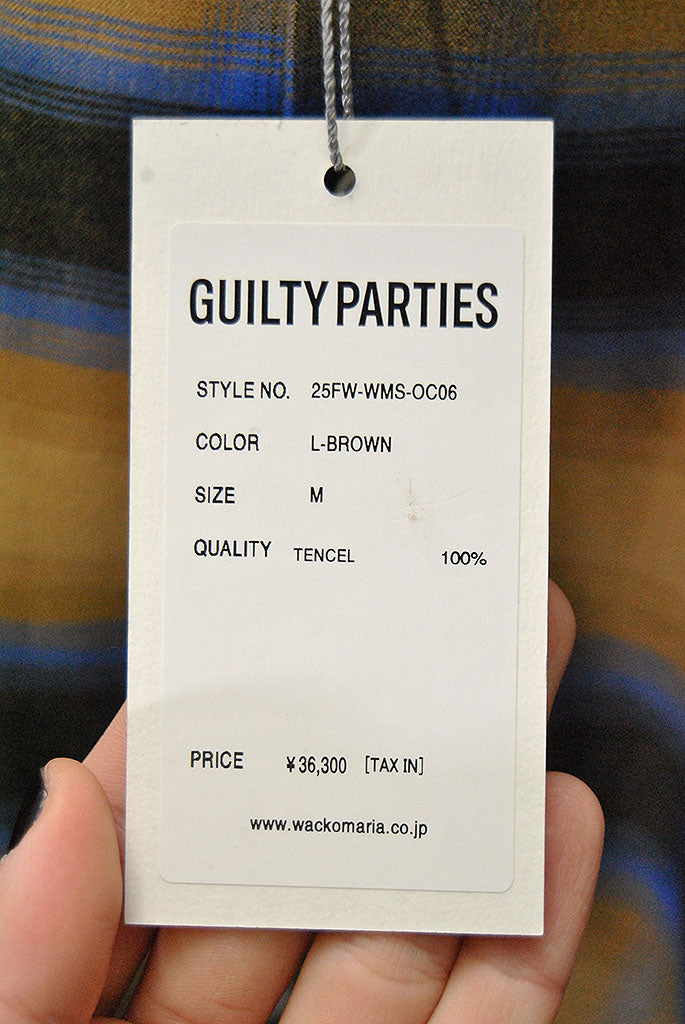 GUILTY PARTIES
STYLE NO. 25FW-WMS-OC06
COLOR L-BROWN
SIZE M
QUALITY TENCEL 100%
PRICE ¥36,300 [TAX IN]
www.wackomaria.co.jp